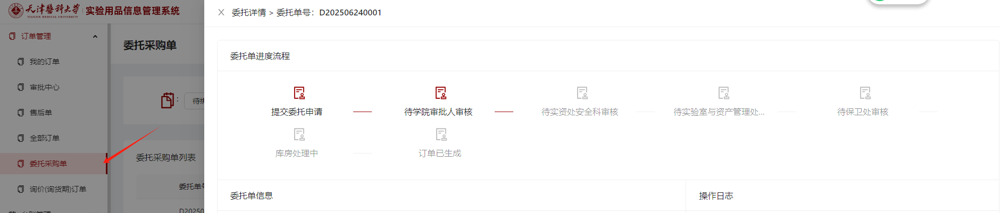 天津醫科大學
TIANJIN MEDICAL UNIVERSITY
实验用品信息管理系统
订单管理
我的订单
审批中心
售后单
全部订单
委托采购单
询价(询货期)订单
委托采购单
:
委托采购单列表
委托单号
D20250
委托详情 > 委托单号: D202506240001
委托单进度流程
提交委托申请
待学院审批人审核
待实资处安全科审核
待实验室与资产管理处...
待保卫处审核
库房处理中
订单已生成
委托单信息
操作日志